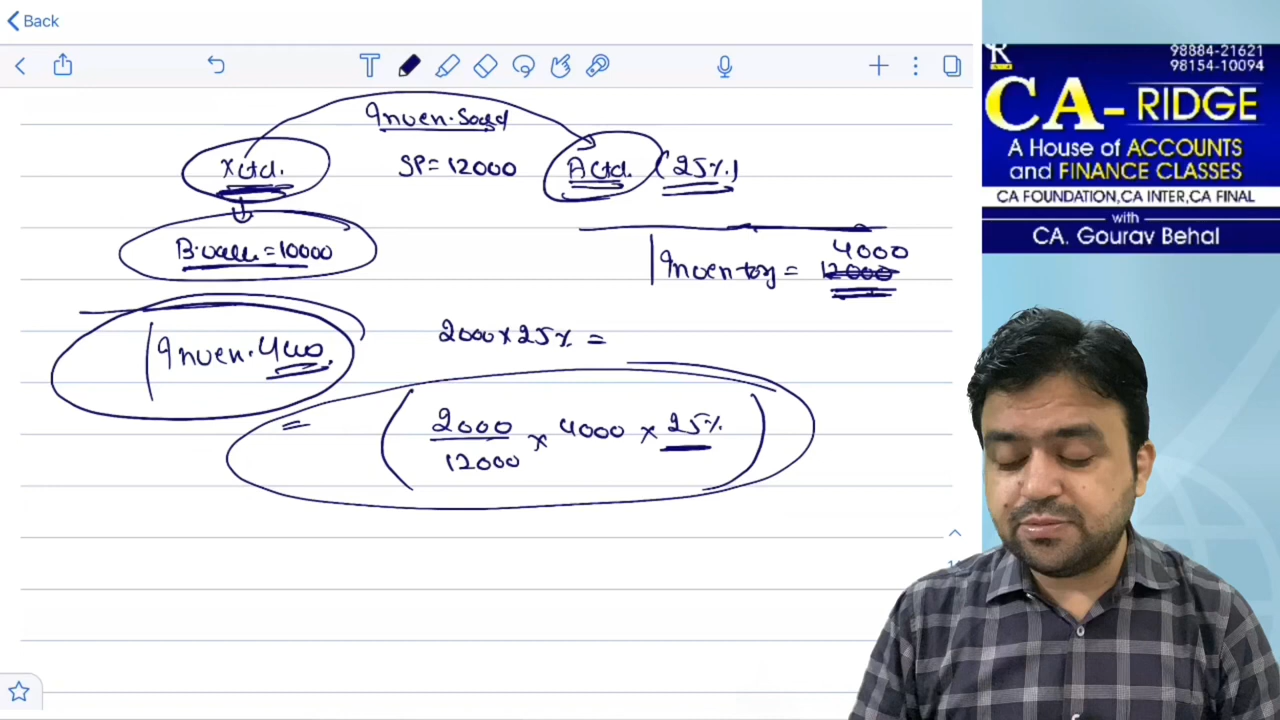 Back
Inven. Sold
X Ltd.
SP = 12000
A Ltd.
(25%)
B. value = 10000
Inventory =
4000
12000
Inven. 4000
2000 × 25% =
= ( 2000 / 12000 × 4000 × 25% )
R
98884-21621
98154-10094
CA-RIDGE
A House of ACCOUNTS
and FINANCE CLASSES
CA FOUNDATION,CA INTER,CA FINAL
with
CA. Gourav Behal